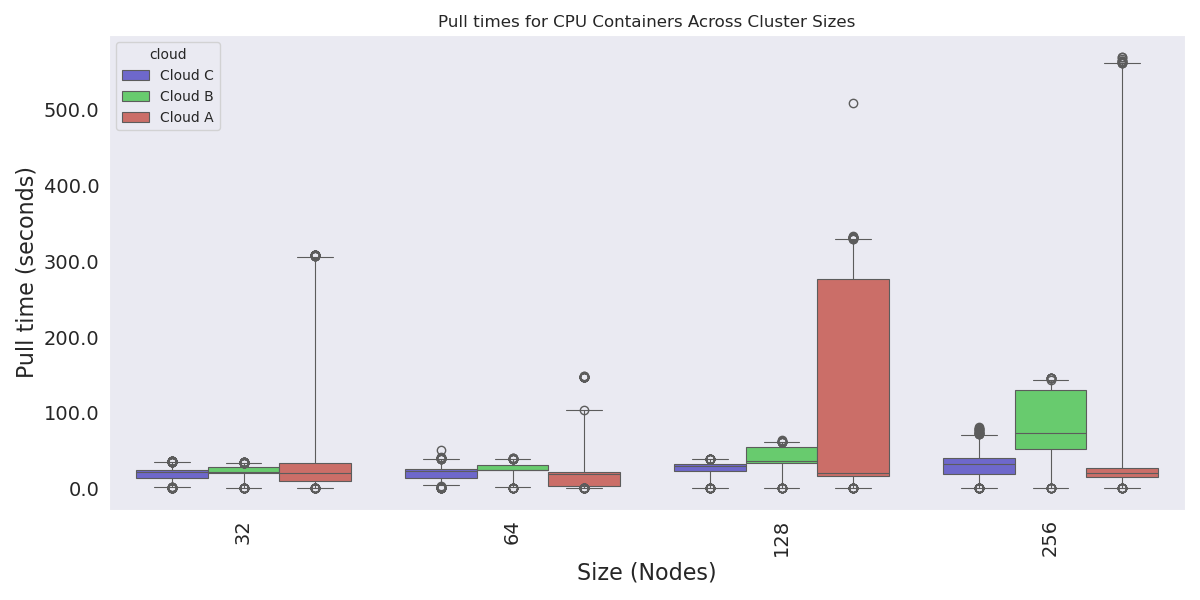 Pull times for CPU Containers Across Cluster Sizes
cloud
Cloud C
Cloud B
Cloud A
Pull time (seconds)
500.0
400.0
300.0
200.0
100.0
0.0
32
64
128
256
Size (Nodes)